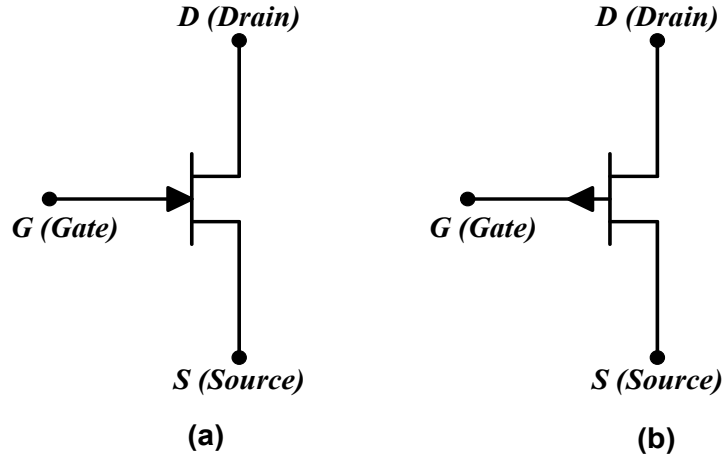 D (Drain)
G (Gate)
S (Source)
(a)
D (Drain)
G (Gate)
S (Source)
(b)